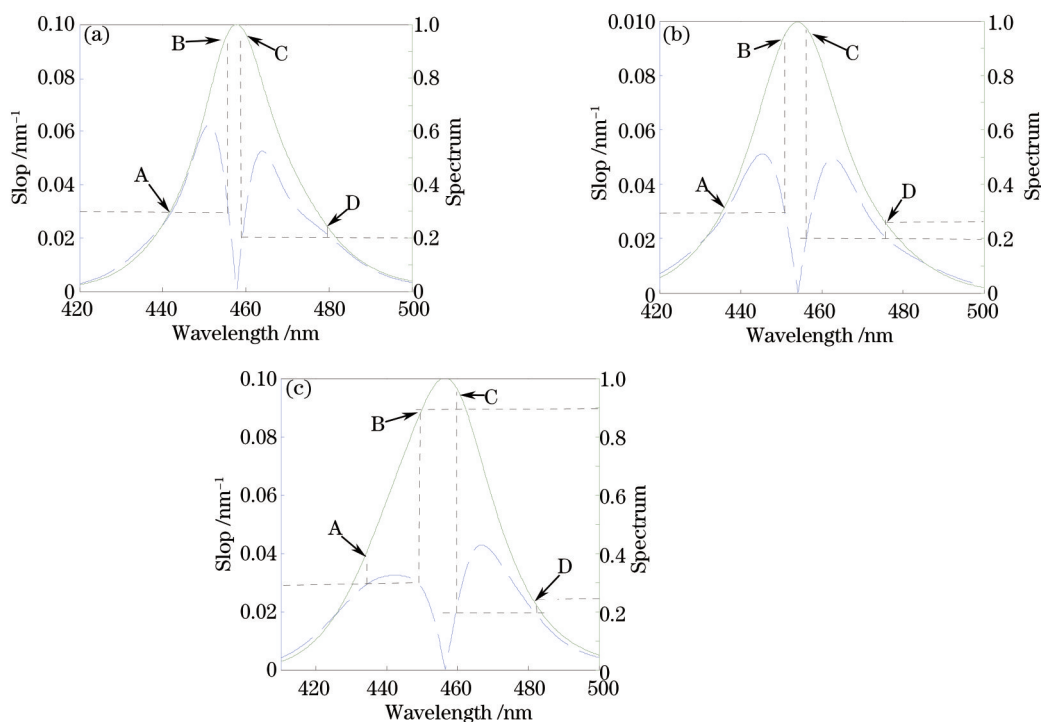 (a)
0.10
0.08
0.06
0.04
0.02
0
1.0
0.8
0.6
0.4
0.2
0
A
B
C
D
Slop /nm⁻¹
Spectrum
420 440 460 480 500
Wavelength /nm
(b)
0.010
0.08
0.06
0.04
0.02
0
1.0
0.8
0.6
0.4
0.2
0
A
B
C
D
Slop /nm⁻¹
Spectrum
420 440 460 480 500
Wavelength /nm
(c)
0.10
0.08
0.06
0.04
0.02
0
1.0
0.8
0.6
0.4
0.2
0
A
B
C
D
Slop /nm⁻¹
Spectrum
420 440 460 480 500
Wavelength /nm